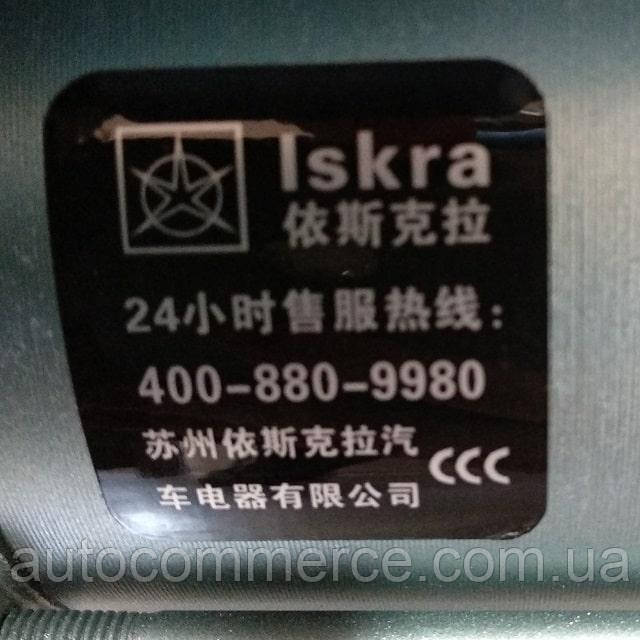 Iskra
依斯克拉
24小时售服热线:
400-880-9980
苏州依斯克拉汽
车电器有限公司
CCC
autocommerce.com.ua